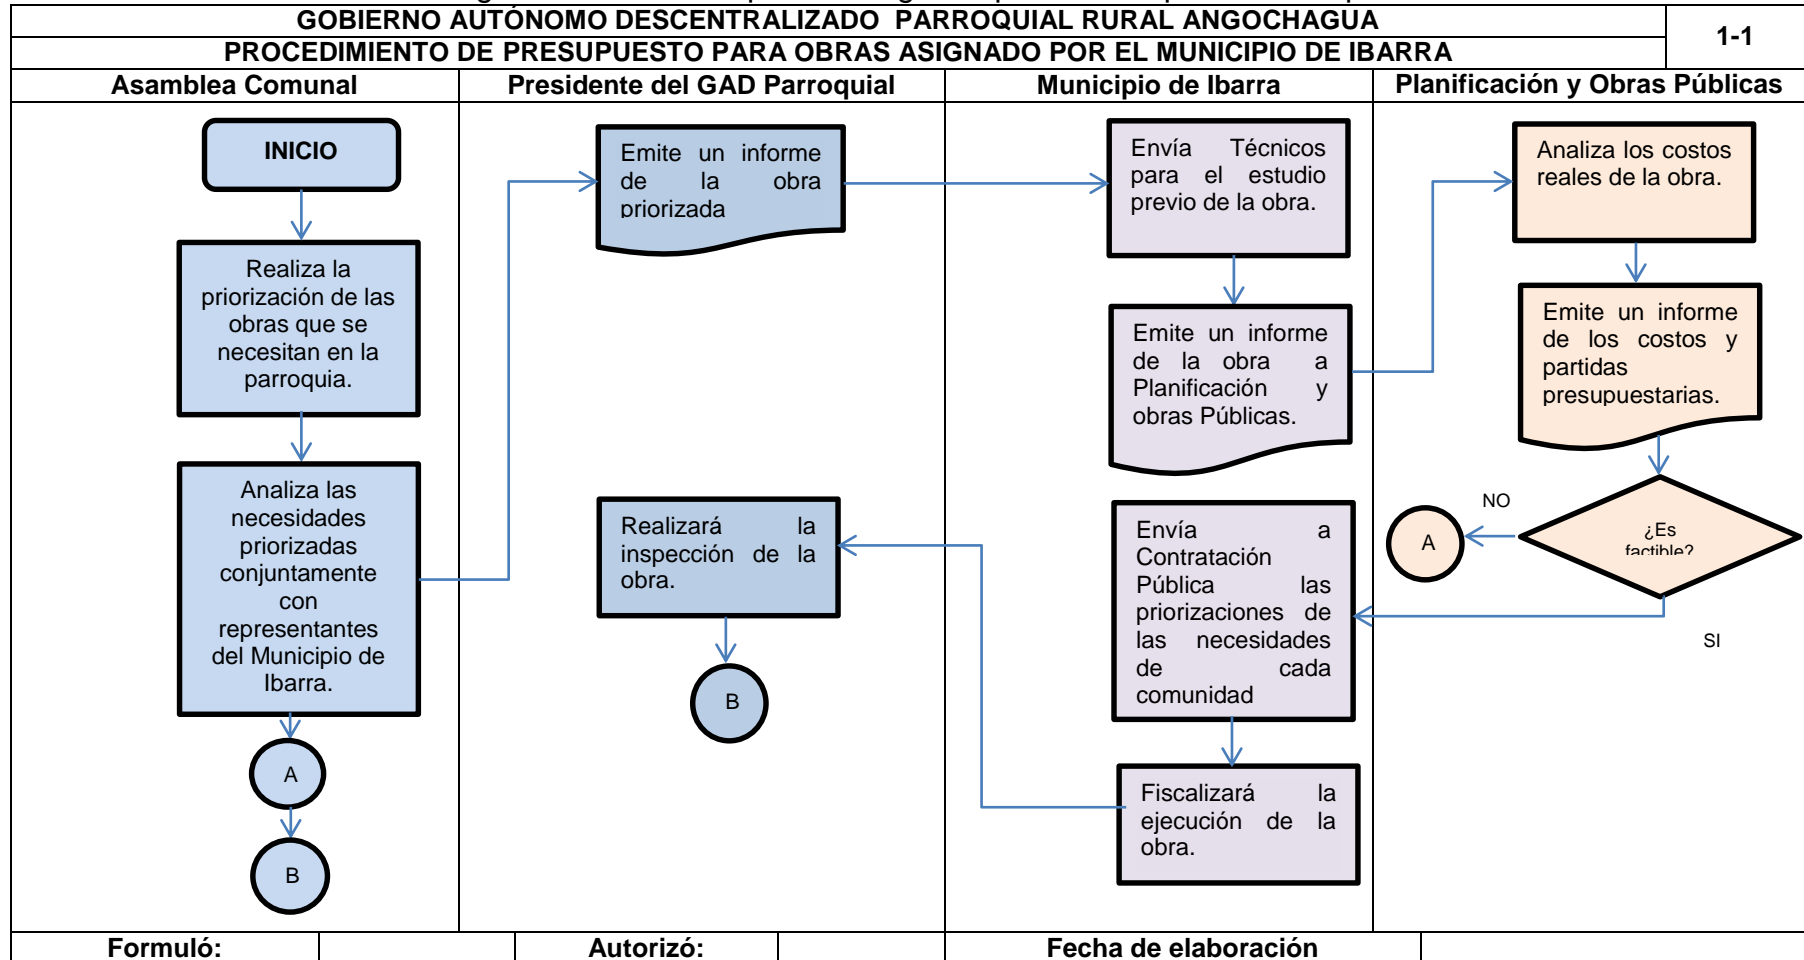 GOBIERNO AUTÓNOMO DESCENTRALIZADO PARROQUIAL RURAL ANGOCHAGUA
1-1
PROCEDIMIENTO DE PRESUPUESTO PARA OBRAS ASIGNADO POR EL MUNICIPIO DE IBARRA
Asamblea Comunal
Presidente del GAD Parroquial
Municipio de Ibarra
Planificación y Obras Públicas
INICIO
Realiza la
priorización de las
obras que se
necesitan en la
parroquia.
Analiza las
necesidades
priorizadas
conjuntamente
con
representantes
del Municipio de
Ibarra.
A
B
Emite un informe
de la obra
priorizada
Realizará la
inspección de la
obra.
B
Envía Técnicos
para el estudio
previo de la obra.
Emite un informe
de la obra a
Planificación y
obras Públicas.
Envía a
Contratación
Pública las
priorizaciones de
las necesidades
de cada
comunidad
Fiscalizará la
ejecución de la
obra.
Analiza los costos
reales de la obra.
Emite un informe
de los costos y
partidas
presupuestarias.
NO
A
¿Es
factible?
SI
Formuló:
Autorizó:
Fecha de elaboración